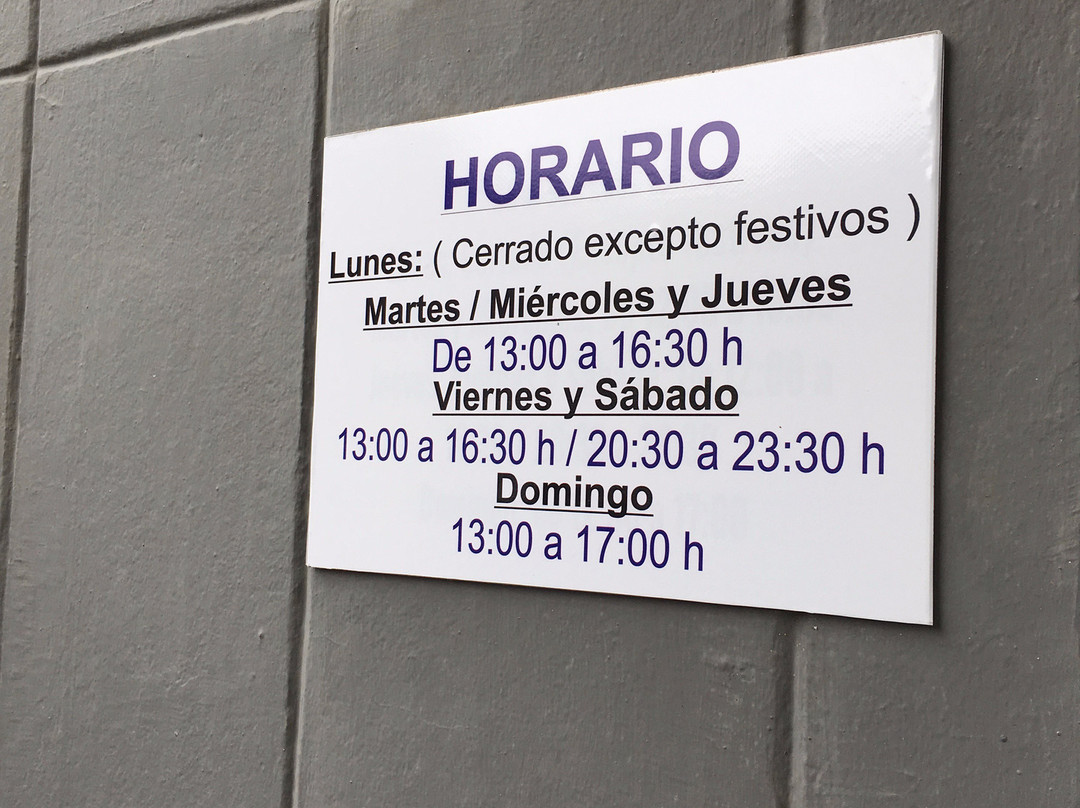 HORARIO
Lunes: ( Cerrado excepto festivos )
Martes / Miércoles y Jueves
De 13:00 a 16:30 h
Viernes y Sábado
13:00 a 16:30 h / 20:30 a 23:30 h
Domingo
13:00 a 17:00 h